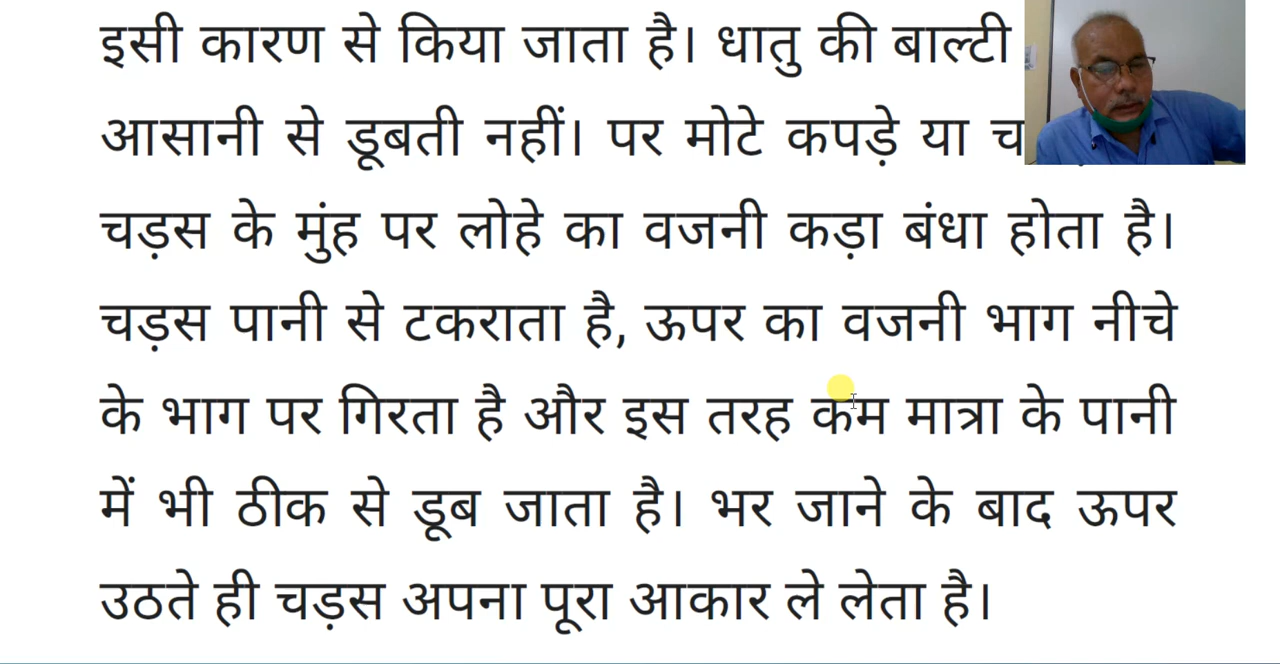 इसी कारण से किया जाता है। धातु की बाल्टी
आसानी से डूबती नहीं। पर मोटे कपड़े या
चड़स के मुंह पर लोहे का वजनी कड़ा बंधा होता है।
चड़स पानी से टकराता है, ऊपर का वजनी भाग नीचे
के भाग पर गिरता है और इस तरह कम मात्रा के पानी
में भी ठीक से डूब जाता है। भर जाने के बाद ऊपर
उठते ही चड़स अपना पूरा आकार ले लेता है।